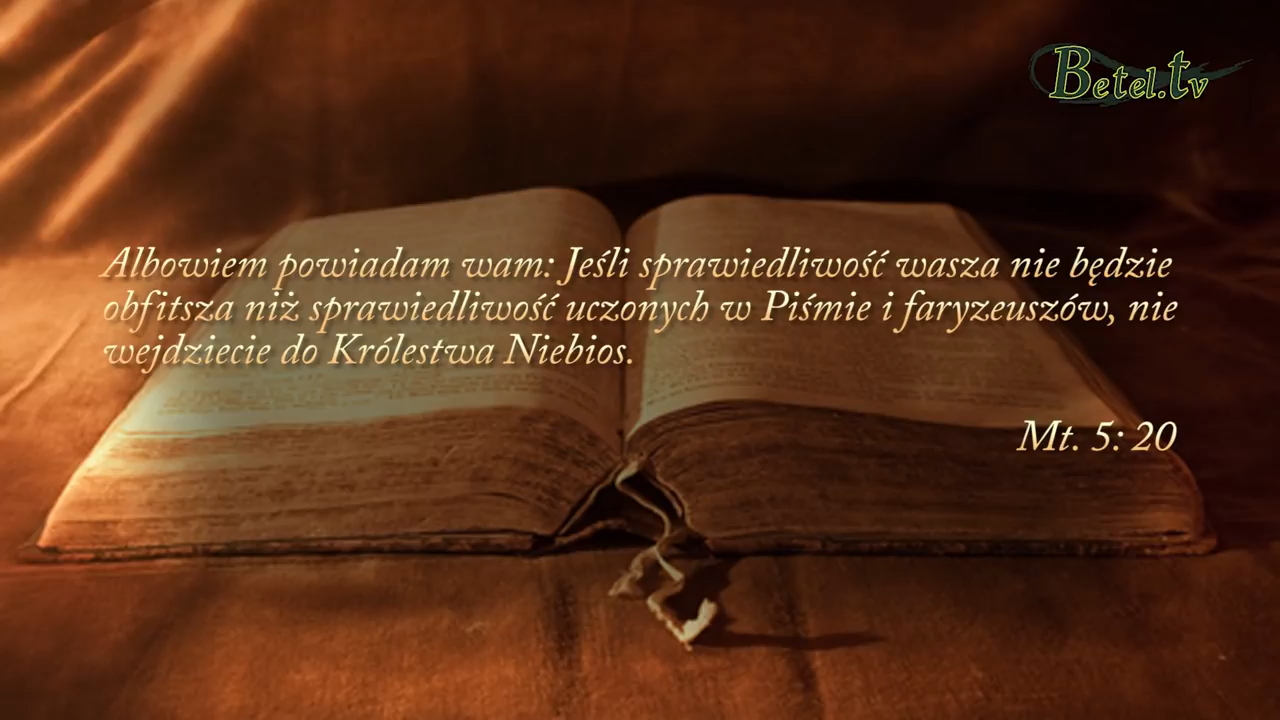 Betel.tv
Albowiem powiadam wam: Jeśli sprawiedliwość wasza nie będzie
obfitsza niż sprawiedliwość uczonych w Piśmie i faryzeuszów, nie
wejdziecie do Królestwa Niebios.
Mt. 5: 20